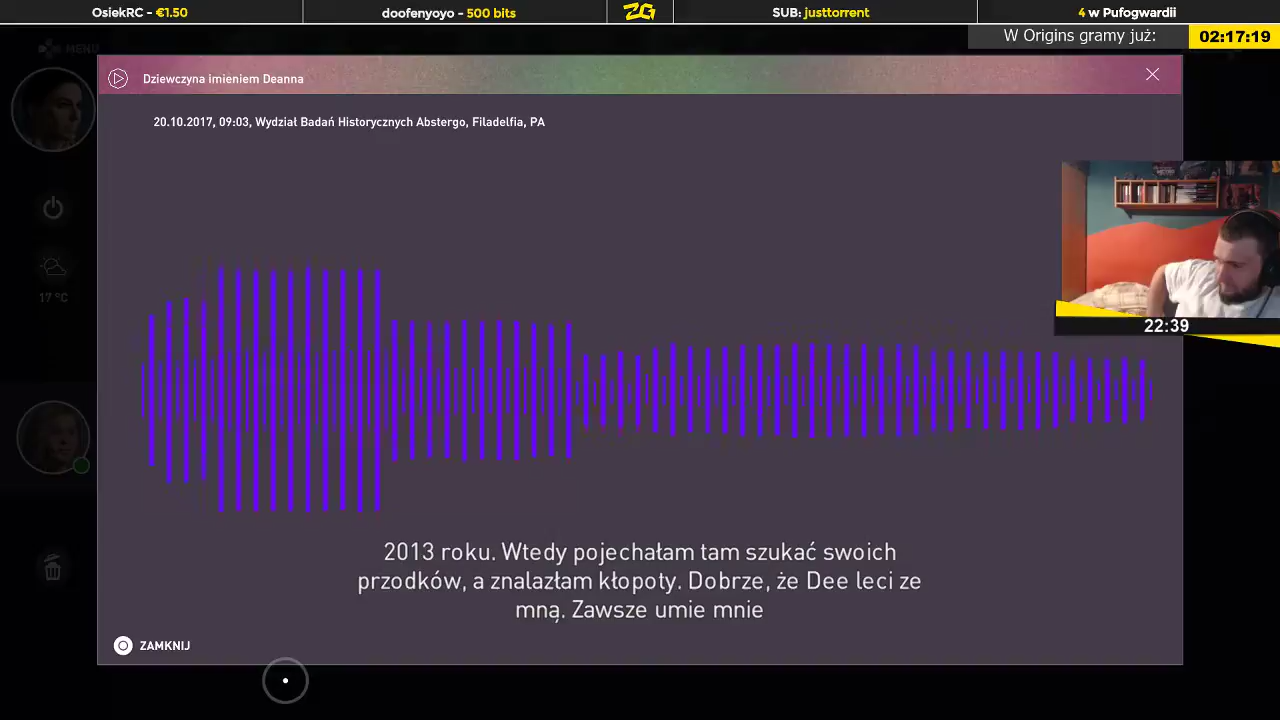 OsiekRC - €1.50
doofenyoyo - 500 bits
ZG
SUB: justtorrent
4 w Pufogwardii
W Origins gramy już:
02:17:19
MENU
Dziewczyna imieniem Deanna
20.10.2017, 09:03, Wydział Badań Historycznych Abstergo, Filadelfia, PA
17 °C
22:39
2013 roku. Wtedy pojechałam tam szukać swoich
przodków, a znalazłam kłopoty. Dobrze, że Dee leci ze
mną. Zawsze umie mnie
ZAMKNIJ